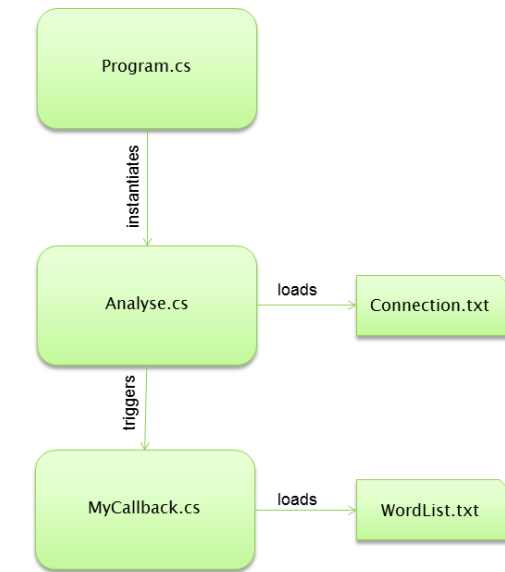 Program.cs
instantiates
Analyse.cs
loads
Connection.txt
triggers
MyCallback.cs
loads
WordList.txt